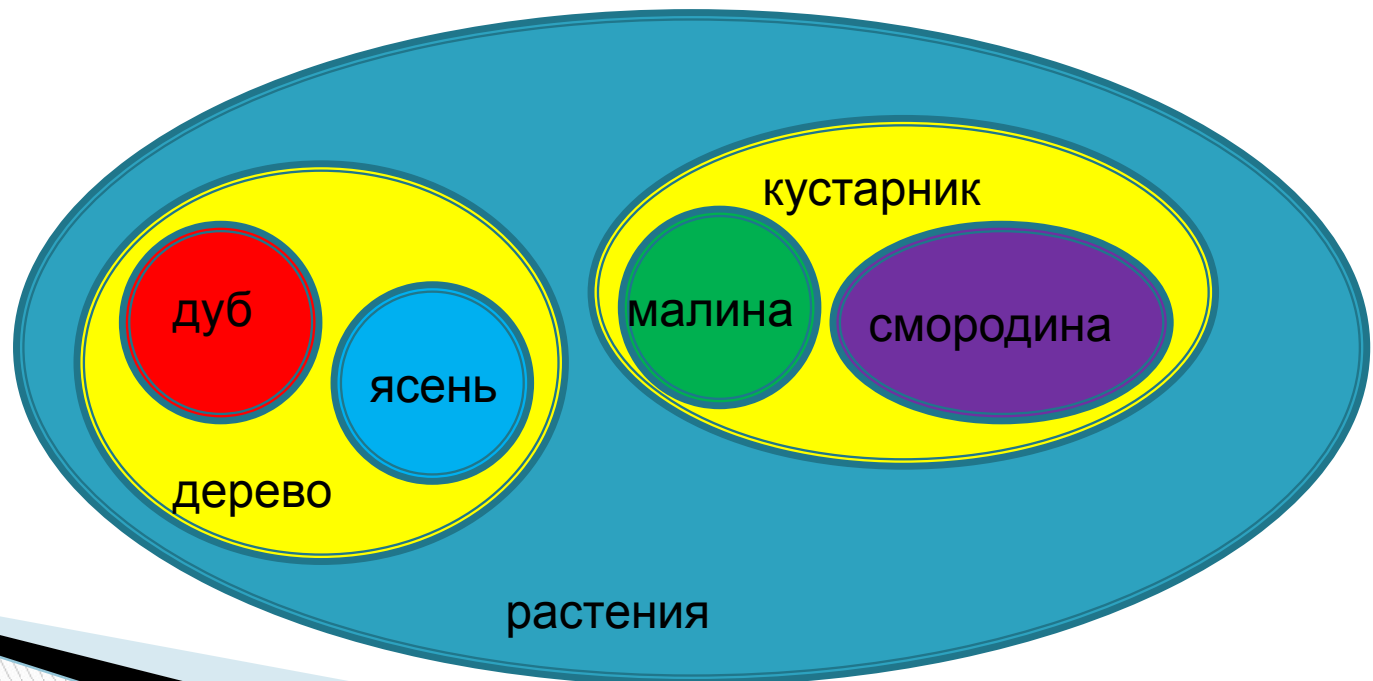 кустарник
дуб
малина
смородина
ясень
дерево
растения